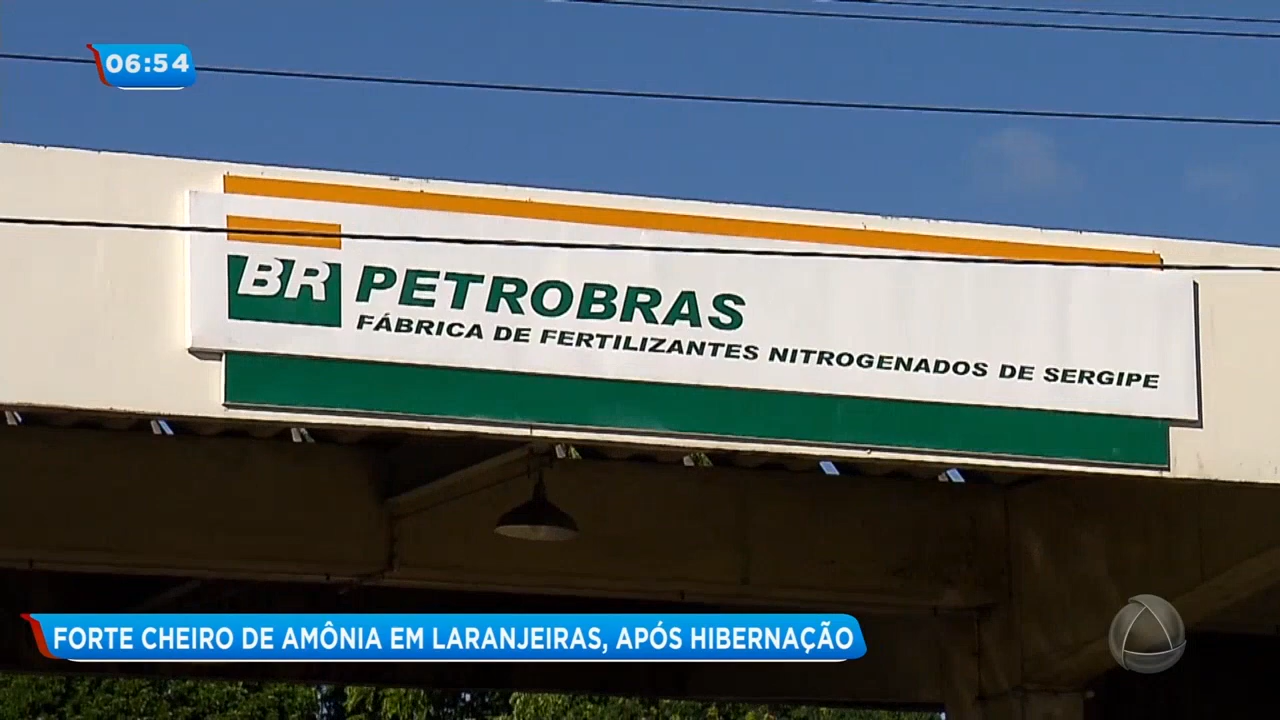 06:54
BR PETROBRAS
FÁBRICA DE FERTILIZANTES NITROGENADOS DE SERGIPE
FORTE CHEIRO DE AMÔNIA EM LARANJEIRAS, APÓS HIBERNAÇÃO